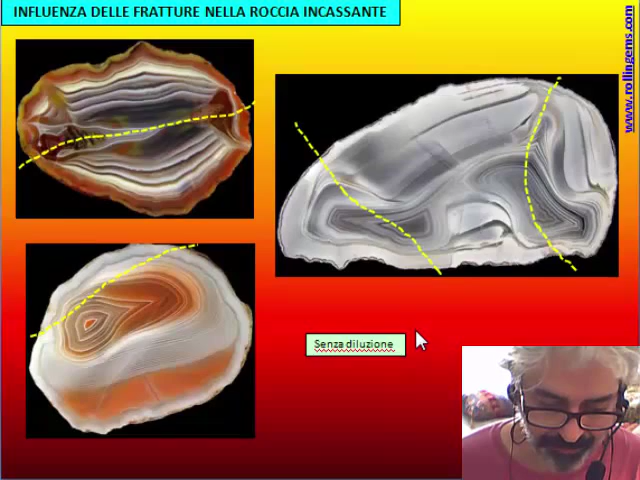 INFLUENZA DELLE FRATTURE NELLA ROCCIA INCASSANTE
www.rollingems.com
Senza diluzione